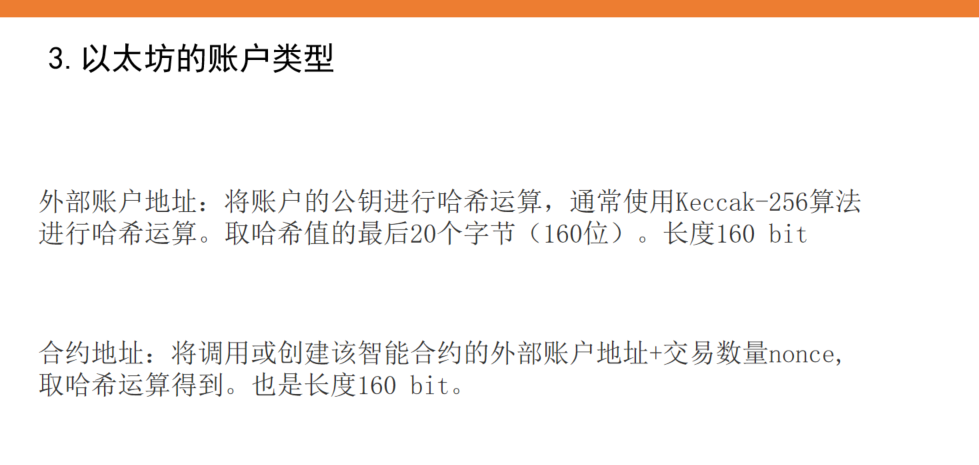 3.以太坊的账户类型
外部账户地址：将账户的公钥进行哈希运算，通常使用Keccak-256算法
进行哈希运算。取哈希值的最后20个字节（160位）。长度160 bit
合约地址：将调用或创建该智能合约的外部账户地址+交易数量nonce,
取哈希运算得到。也是长度160 bit。